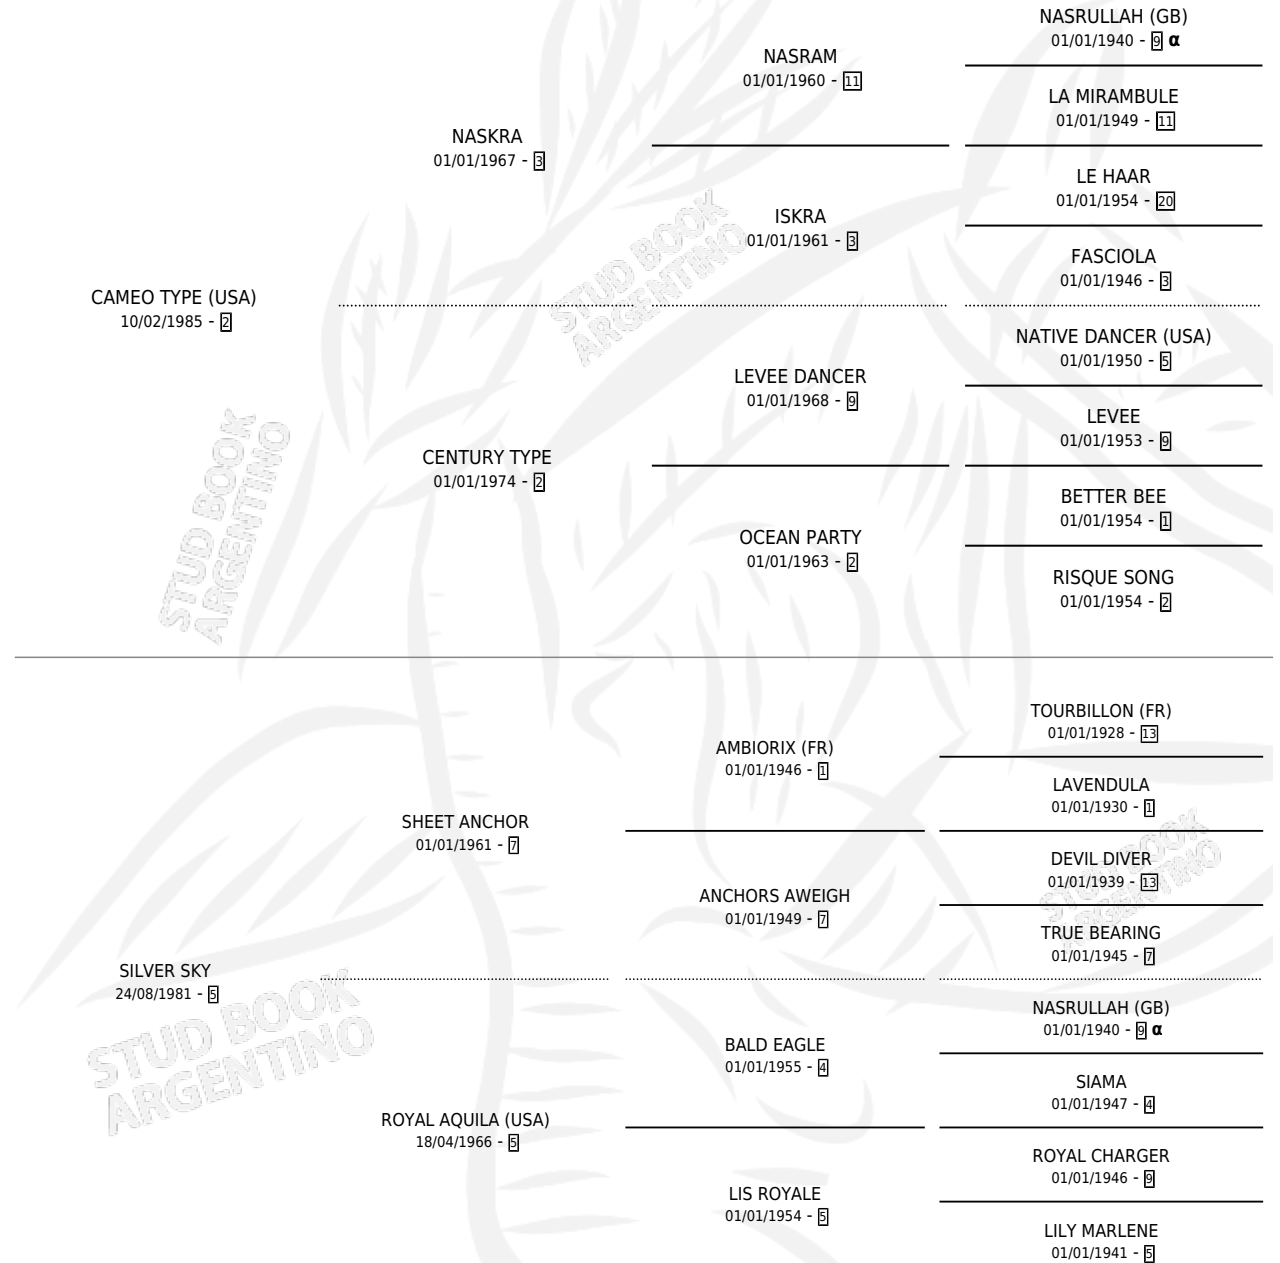 NASRULLAH (GB)
01/01/1940 - 9 α
NASRAM
01/01/1960 - 11
LA MIRAMBULE
01/01/1949 - 11
NASKRA
01/01/1967 - 3
LE HAAR
01/01/1954 - 20
ISKRA
01/01/1961 - 3
FASCIOLA
01/01/1946 - 3
CAMEO TYPE (USA)
10/02/1985 - 2
NATIVE DANCER (USA)
01/01/1950 - 5
LEVEE DANCER
01/01/1968 - 9
LEVEE
01/01/1953 - 9
CENTURY TYPE
01/01/1974 - 2
BETTER BEE
01/01/1954 - 1
OCEAN PARTY
01/01/1963 - 2
RISQUE SONG
01/01/1954 - 2
STUD BOOK
ARGENTINO
STUD BOOK
ARGENTINO
TOURBILLON (FR)
01/01/1928 - 13
AMBIORIX (FR)
01/01/1946 - 1
LAVENDULA
01/01/1930 - 1
SHEET ANCHOR
01/01/1961 - 7
DEVIL DIVER
01/01/1939 - 13
ANCHORS AWEIGH
01/01/1949 - 7
TRUE BEARING
01/01/1945 - 7
SILVER SKY
24/08/1981 - 5
NASRULLAH (GB)
01/01/1940 - 9 α
BALD EAGLE
01/01/1955 - 4
SIAMA
01/01/1947 - 4
ROYAL AQUILA (USA)
18/04/1966 - 5
ROYAL CHARGER
01/01/1946 - 9
LIS ROYALE
01/01/1954 - 5
LILY MARLENE
01/01/1941 - 5
STUD BOOK
ARGENTINO
STUD BOOK
ARGENTINO